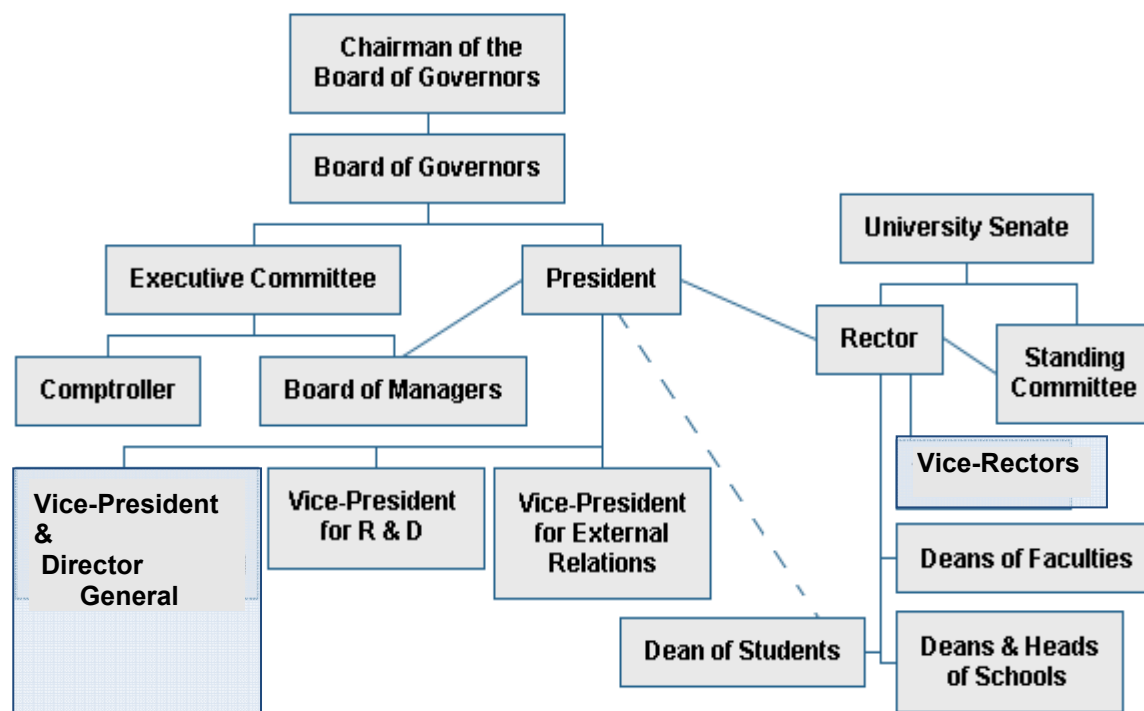 Chairman of the
Board of Governors
Board of Governors
University Senate
Executive Committee
President
Rector
Standing
Committee
Comptroller
Board of Managers
Vice-Rectors
Vice-President
&
Director
General
Vice-President
for R & D
Vice-President
for External
Relations
Deans of Faculties
Dean of Students
Deans & Heads
of Schools